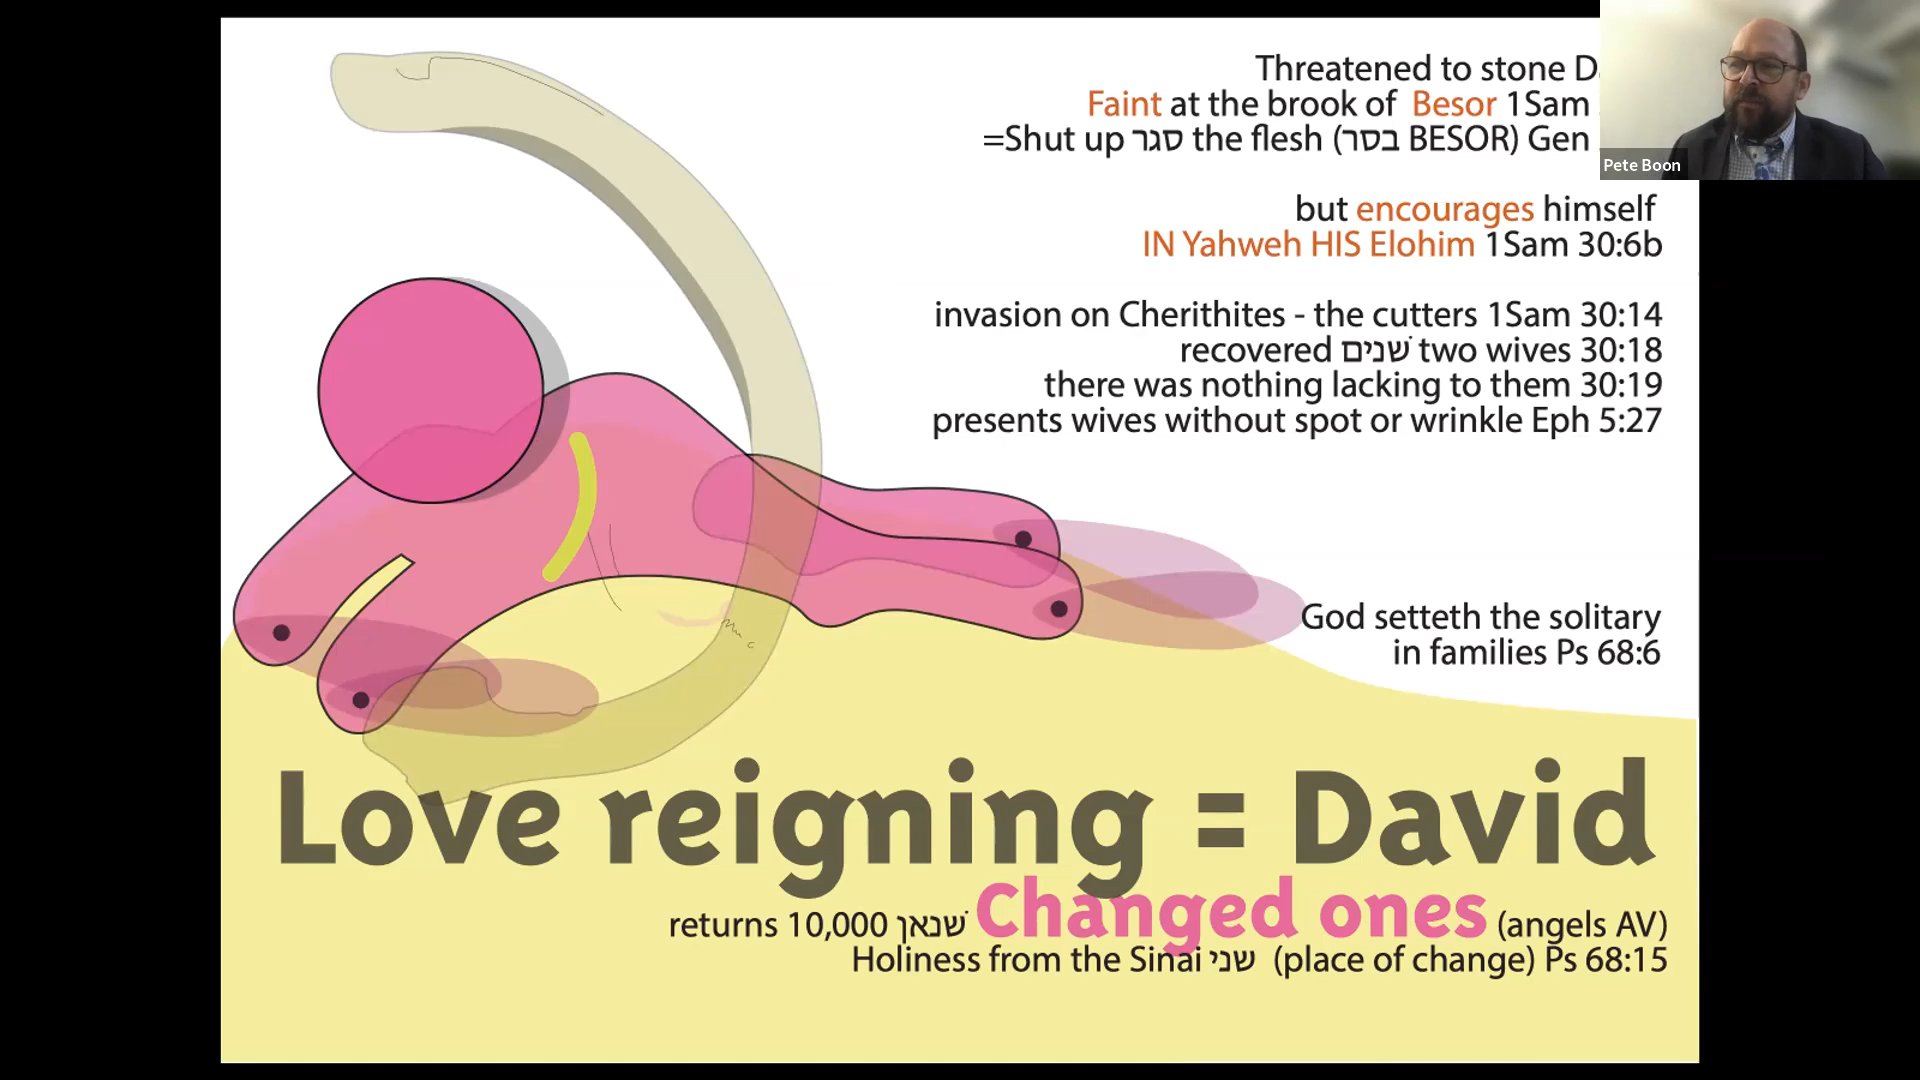 Threatened to stone
Faint at the brook of Besor 1Sam
=Shut up סגר the flesh (בסר BESOR) Gen
Pete Boon
but encourages himself
IN Yahweh HIS Elohim 1Sam 30:6b
invasion on Cherithites - the cutters 1Sam 30:14
recovered שׁנים two wives 30:18
there was nothing lacking to them 30:19
presents wives without spot or wrinkle Eph 5:27
God setteth the solitary
in families Ps 68:6
Love reigning = David
returns 10,000 שׁנאן Changed ones (angels AV)
Holiness from the Sinai שני (place of change) Ps 68:15